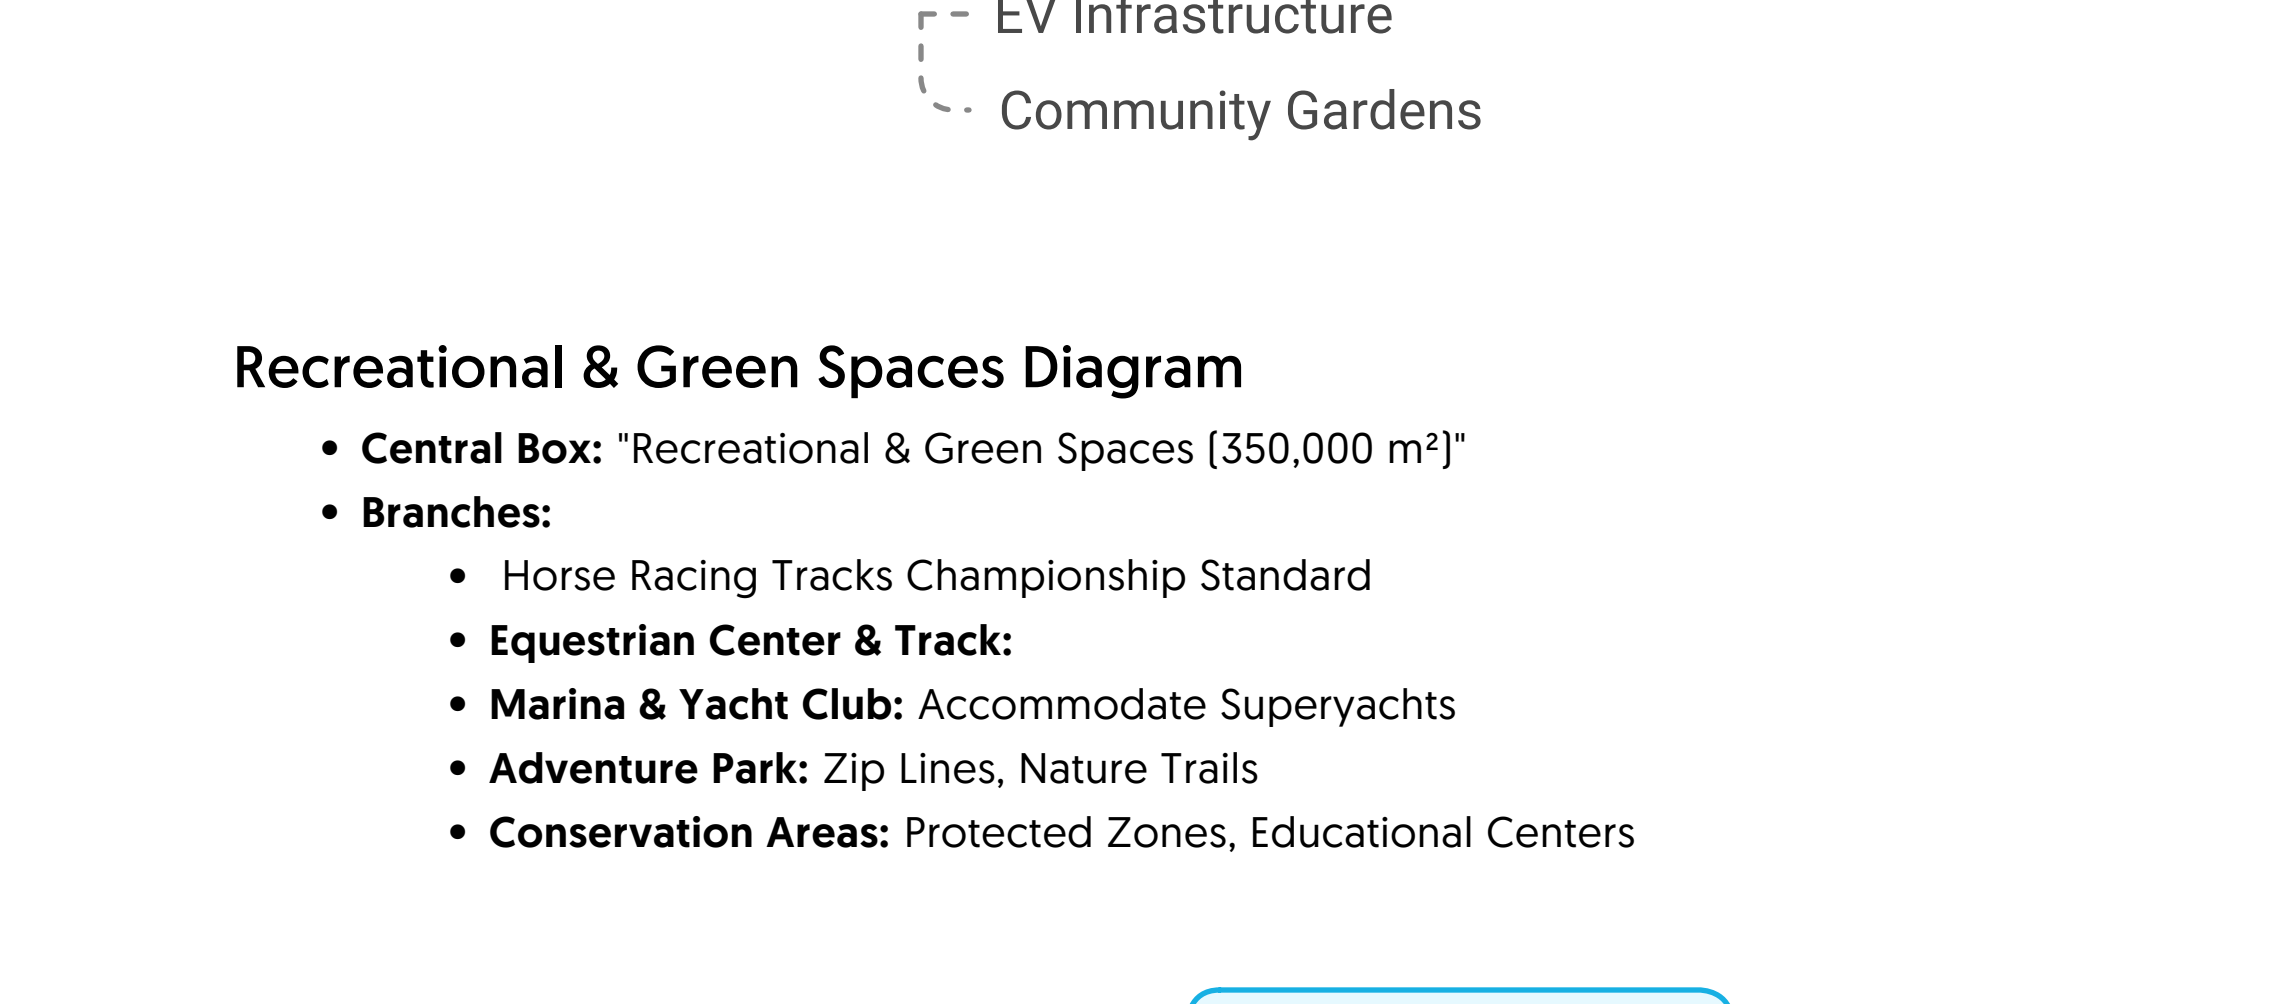 EV Infrastructure
Community Gardens
Recreational & Green Spaces Diagram
• Central Box: "Recreational & Green Spaces (350,000 m²)"
• Branches:
• Horse Racing Tracks Championship Standard
• Equestrian Center & Track:
• Marina & Yacht Club: Accommodate Superyachts
• Adventure Park: Zip Lines, Nature Trails
• Conservation Areas: Protected Zones, Educational Centers